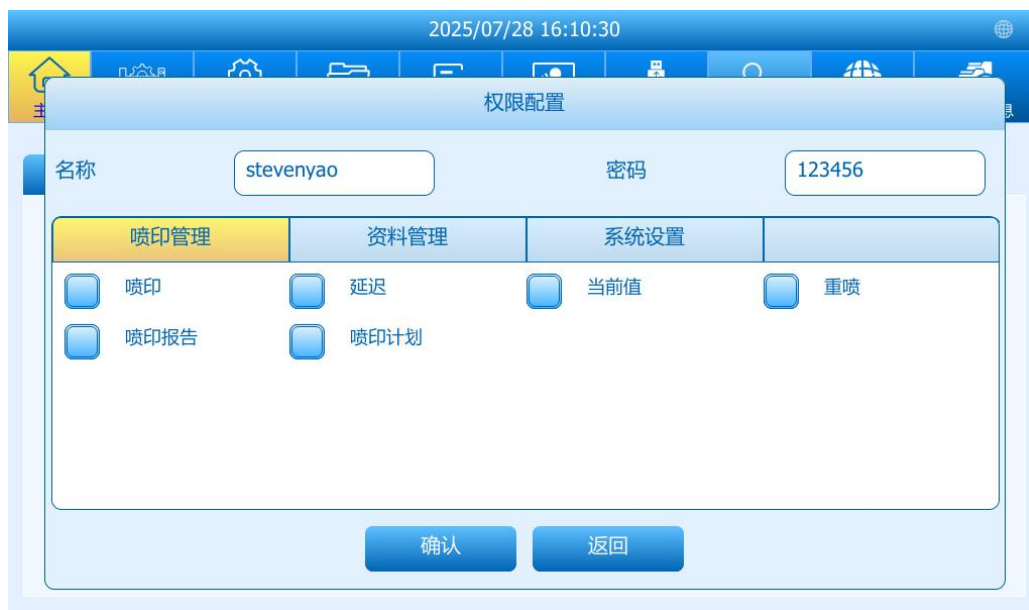 2025/07/28 16:10:30
权限配置
名称 stevenyao 密码 123456
喷印管理 资料管理 系统设置
喷印 延迟 当前值 重喷
喷印报告 喷印计划
确认 返回